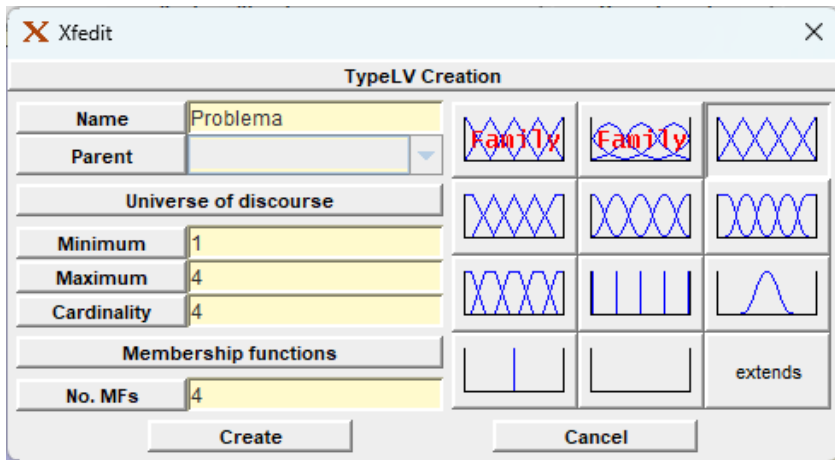 Xfedit
TypeLV Creation
Name Problema
Parent
Universe of discourse
Minimum 1
Maximum 4
Cardinality 4
Membership functions
No. MFs 4
Family Family
extends
Create Cancel